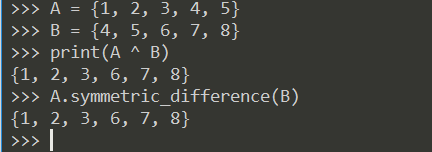 >>> A = {1, 2, 3, 4, 5}
>>> B = {4, 5, 6, 7, 8}
>>> print(A ^ B)
{1, 2, 3, 6, 7, 8}
>>> A.symmetric_difference(B)
{1, 2, 3, 6, 7, 8}
>>>